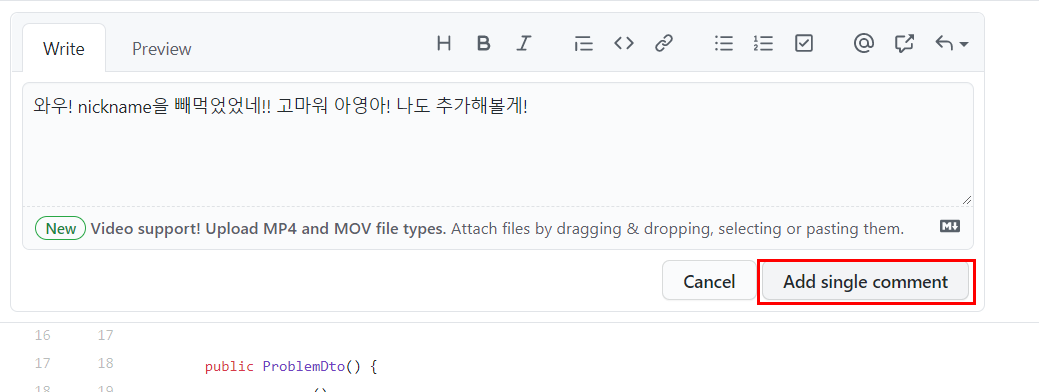 Write Preview
와우! nickname을 빼먹었었네!! 고마워 아영아! 나도 추가해볼게!
New Video support! Upload MP4 and MOV file types. Attach files by dragging & dropping, selecting or pasting them.
Cancel Add single comment
16 17
17 18 public ProblemDto() {
18 19 ()